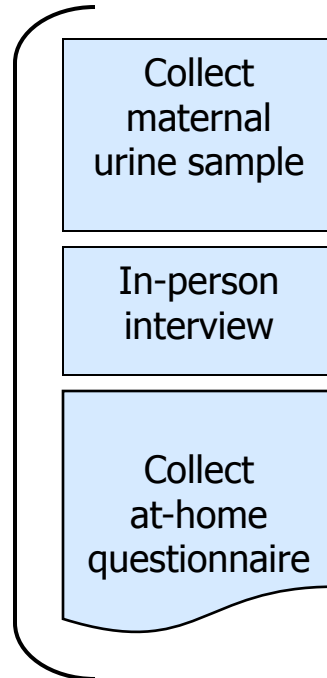 Collect
maternal
urine sample
In-person
interview
Collect
at-home
questionnaire